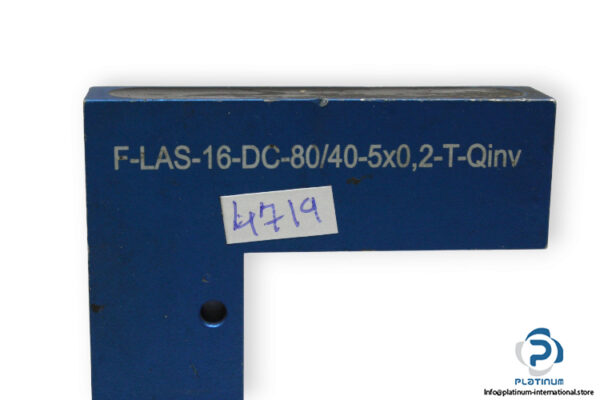 F-LAS-16-DC-80/40-5x0,2-T-Qinv
4719
PLATINUM
Info@platinum-international.store